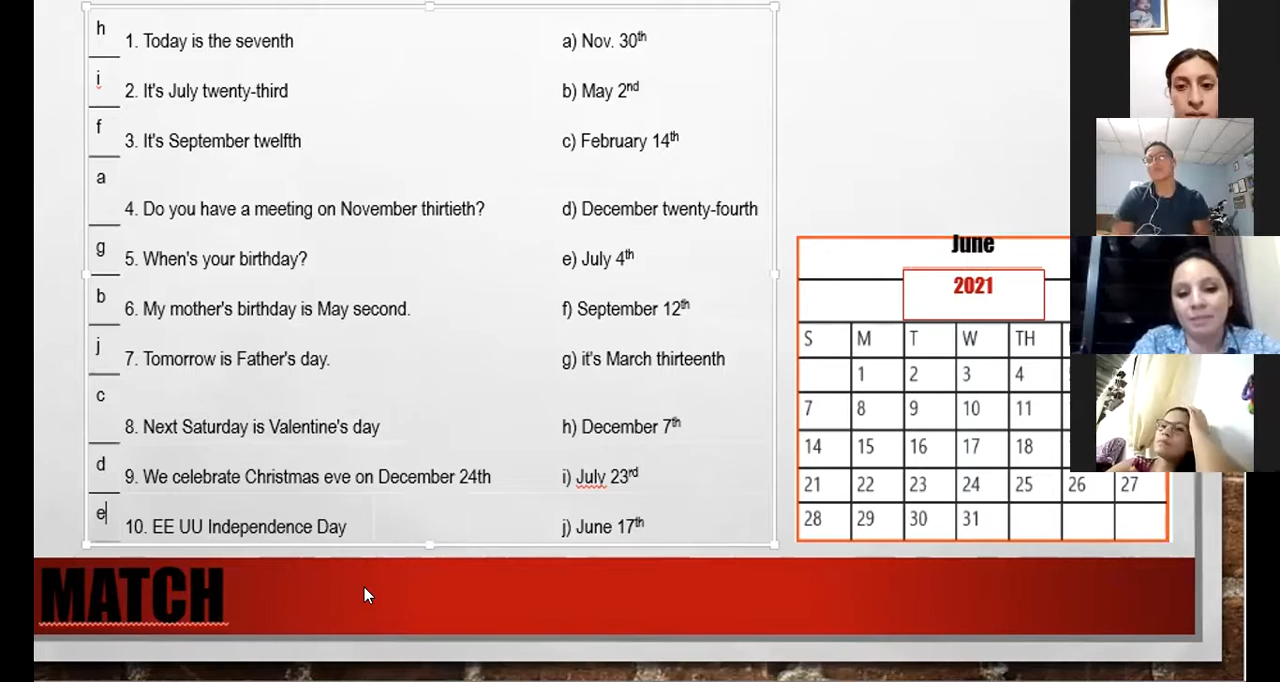 h 1. Today is the seventh a) Nov. 30th
i 2. It's July twenty-third b) May 2nd
f 3. It's September twelfth c) February 14th
a 4. Do you have a meeting on November thirtieth? d) December twenty-fourth
g 5. When's your birthday? e) July 4th
b 6. My mother's birthday is May second. f) September 12th
j 7. Tomorrow is Father's day. g) it's March thirteenth
c 8. Next Saturday is Valentine's day h) December 7th
d 9. We celebrate Christmas eve on December 24th i) July 23rd
e 10. EE UU Independence Day j) June 17th
June
2021
S M T W TH
1 2 3 4
7 8 9 10 11
14 15 16 17 18
21 22 23 24 25 26 27
28 29 30 31
MATCH